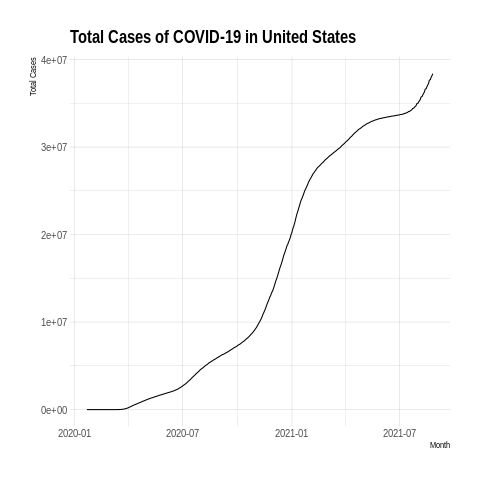 Total Cases of COVID-19 in United States
Total Cases
4e+07
3e+07
2e+07
1e+07
0e+00
2020-01
2020-07
2021-01
2021-07
Month